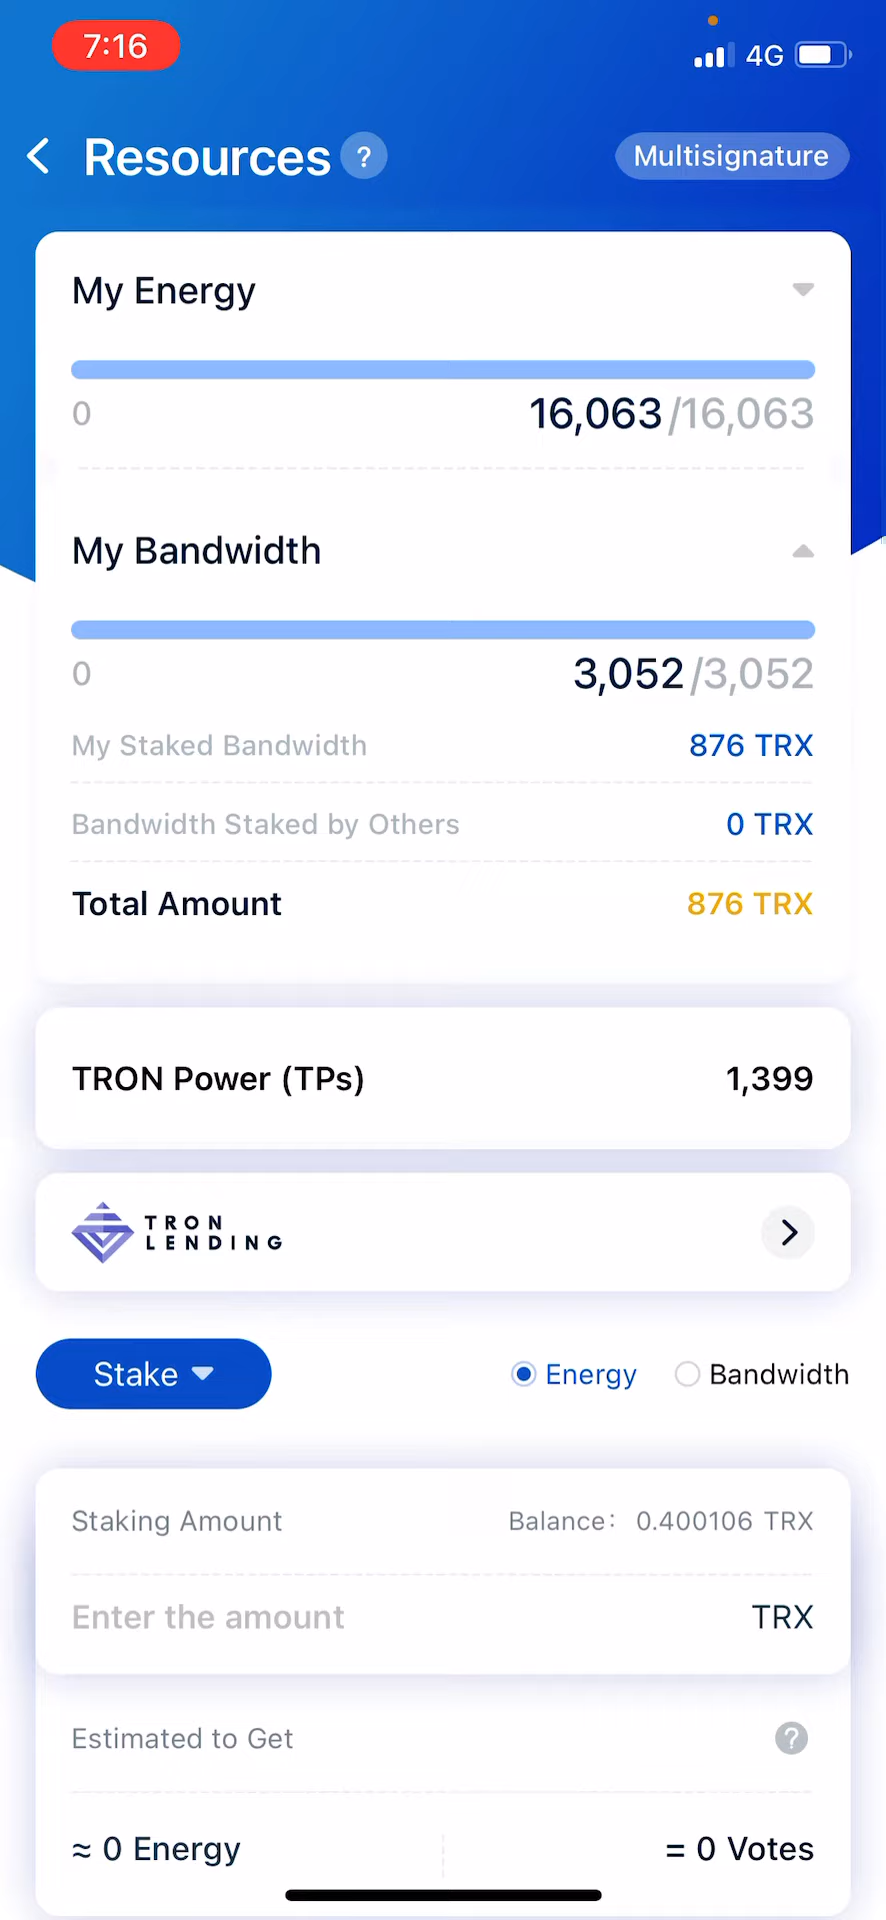 7:16
4G
Resources ?
Multisignature
My Energy
0 16,063/16,063
My Bandwidth
0 3,052/3,052
My Staked Bandwidth 876 TRX
Bandwidth Staked by Others 0 TRX
Total Amount 876 TRX
TRON Power (TPs) 1,399
TRON
LENDING
Stake Energy Bandwidth
Staking Amount Balance: 0.400106 TRX
Enter the amount TRX
Estimated to Get ?
≈ 0 Energy = 0 Votes